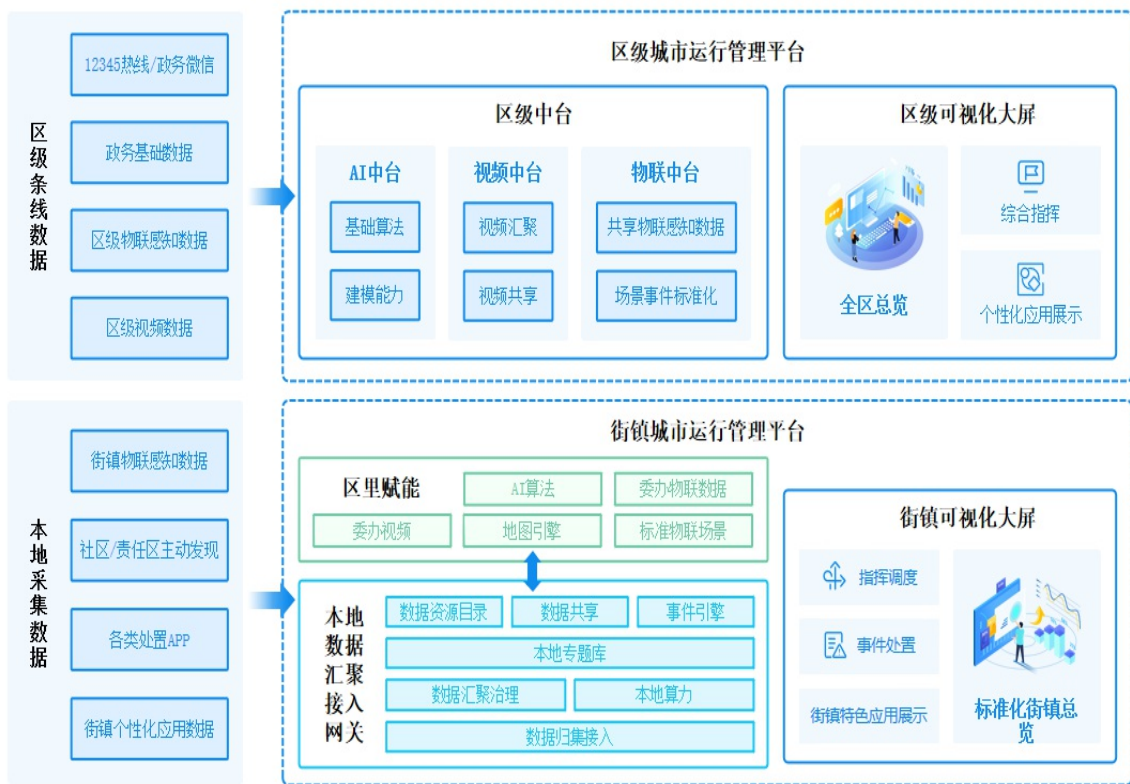 区级条线数据
12345热线/政务微信
政务基础数据
区级物联感知数据
区级视频数据
区级城市运行管理平台
区级中台
AI中台
基础算法
建模能力
视频中台
视频汇聚
视频共享
物联中台
共享物联感知数据
场景事件标准化
区级可视化大屏
全区总览
综合指挥
个性化应用展示
本地采集数据
街镇物联感知数据
社区/责任区主动发现
各类处置APP
街镇个性化应用数据
街镇城市运行管理平台
区里赋能
AI算法
委办物联数据
委办视频
地图引擎
标准物联场景
本地
数据
汇聚
接入
网关
数据资源目录
数据共享
事件引擎
本地专题库
数据汇聚治理
本地算力
数据归集接入
街镇可视化大屏
指挥调度
事件处置
街镇特色应用展示
标准化街镇总
览